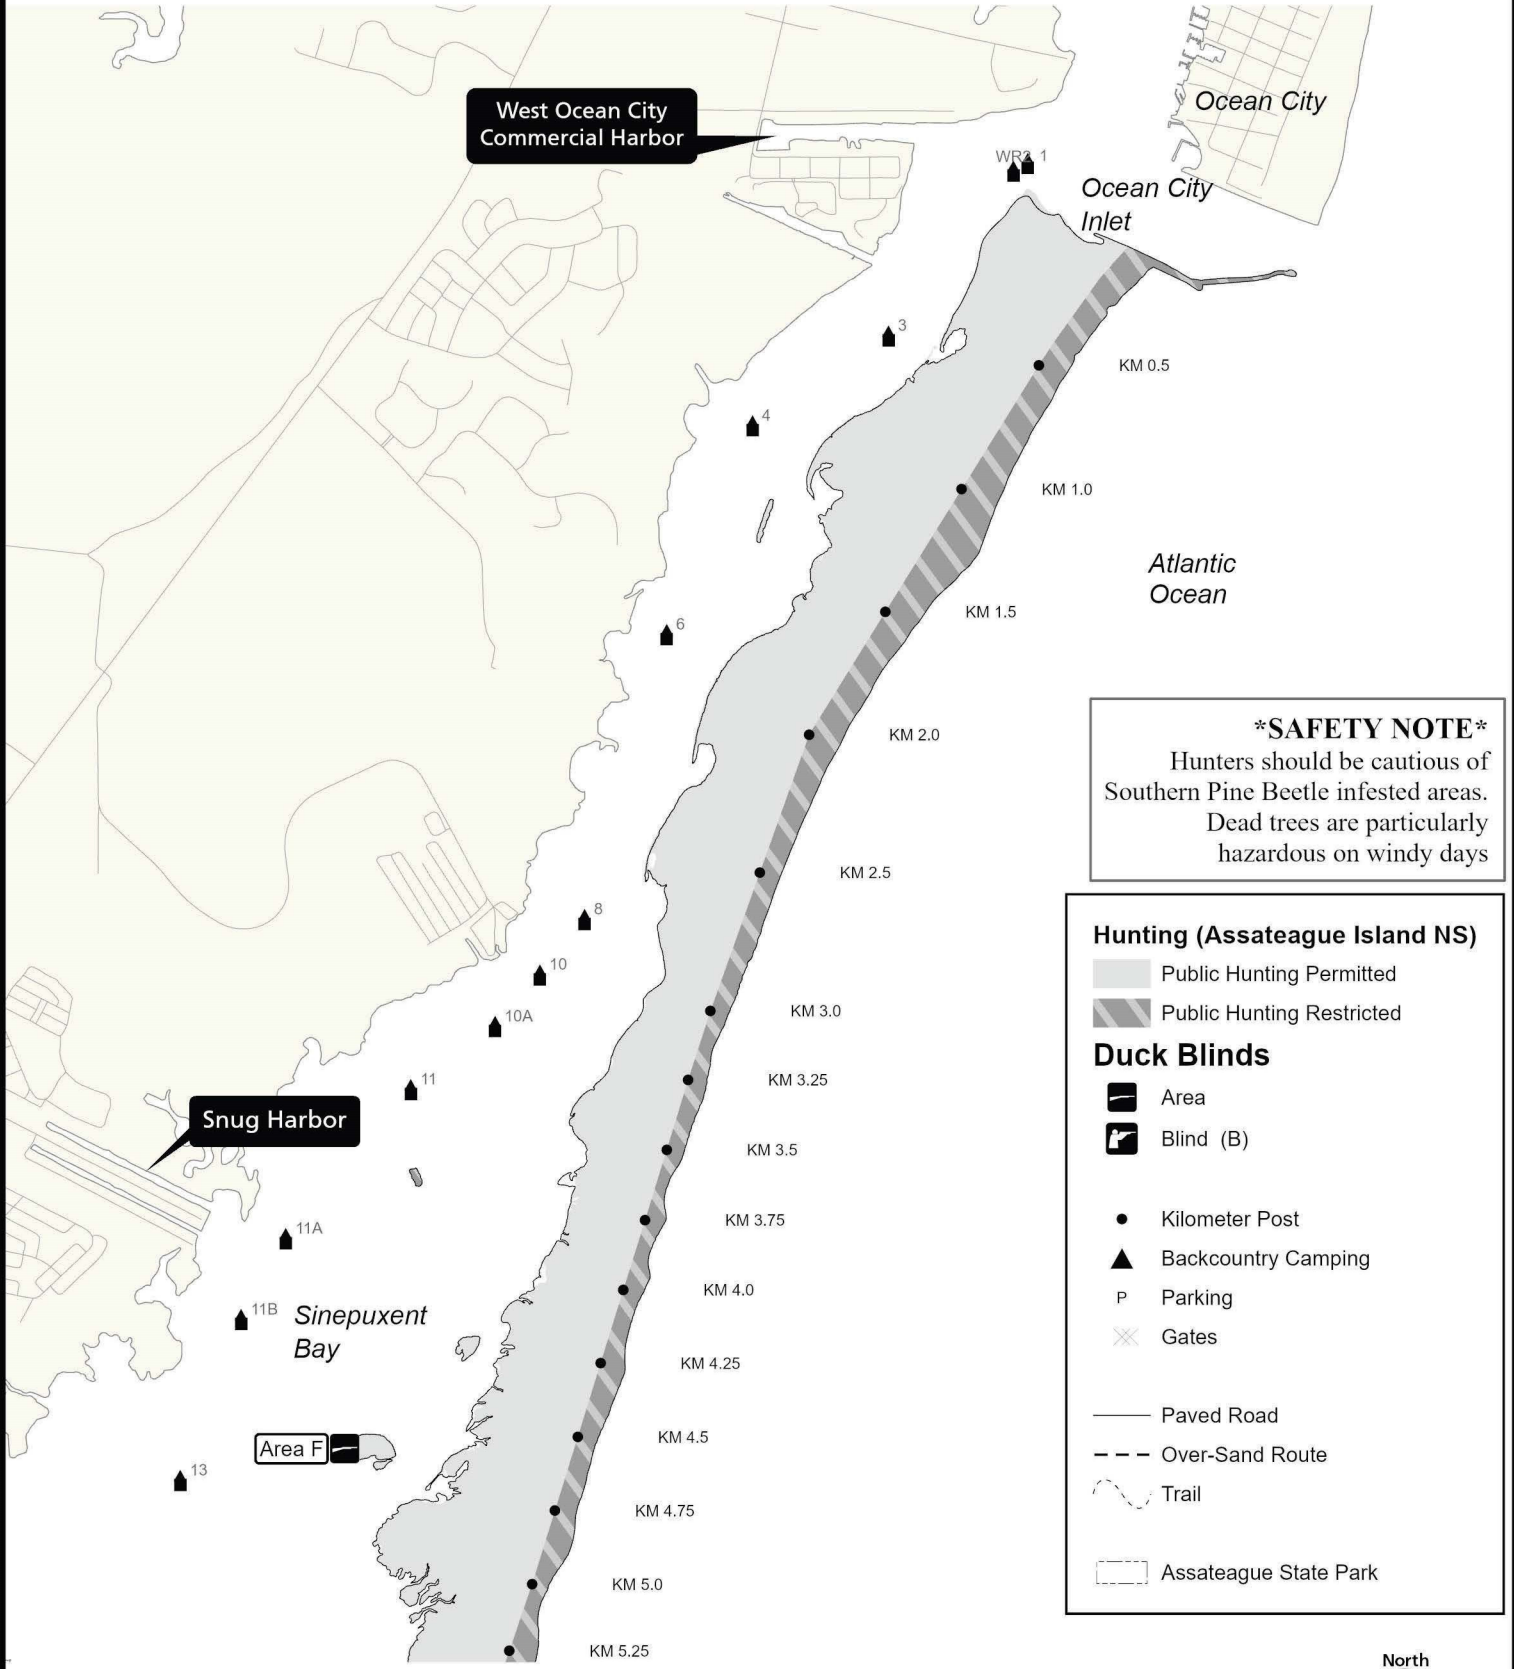 West Ocean City
Commercial Harbor
Ocean City
1
Ocean City
Inlet
3
KM 0.5
4
KM 1.0
Atlantic
Ocean
KM 1.5
6
KM 2.0
*SAFETY NOTE*
Hunters should be cautious of
Southern Pine Beetle infested areas.
Dead trees are particularly
hazardous on windy days
KM 2.5
8
10
KM 3.0
10A
KM 3.25
11
Snug Harbor
KM 3.5
KM 3.75
11A
KM 4.0
11B
Sinepuxent
Bay
KM 4.25
KM 4.5
Area F
13
KM 4.75
KM 5.0
KM 5.25
Hunting (Assateague Island NS)
Public Hunting Permitted
Public Hunting Restricted
Duck Blinds
Area
Blind (B)
Kilometer Post
Backcountry Camping
P Parking
Gates
Paved Road
Over-Sand Route
Trail
Assateague State Park
North